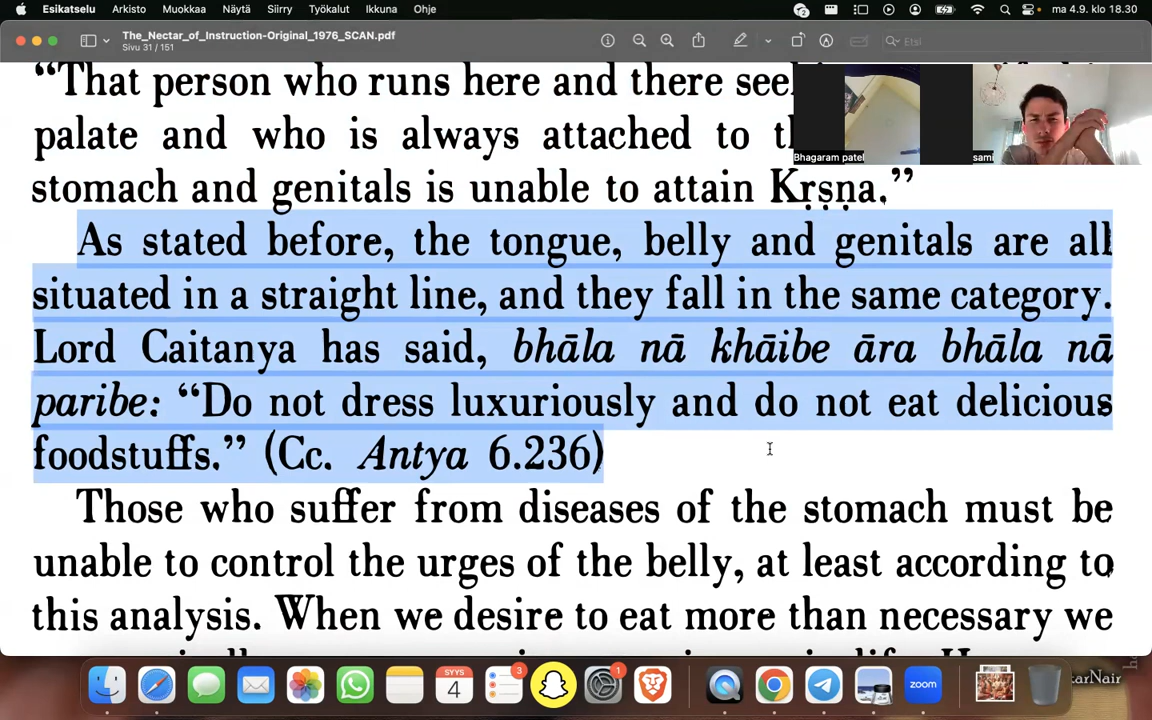 Esikatselu Arkisto Muokkaa Näytä Siirry Työkalut Ikkuna Ohje 2 ma 4.9. klo 18.30
The_Nectar_of_Instruction-Original_1976_SCAN.pdf
Sivu 31 / 151
Etsi
“That person who runs here and there
palate and who is always attached to
stomach and genitals is unable to attain Kṛṣṇa.”
Bhagaram patel
sami
As stated before, the tongue, belly and genitals are all
situated in a straight line, and they fall in the same category.
Lord Caitanya has said, bhāla nā khāibe āra bhāla nā
paribe: “Do not dress luxuriously and do not eat delicious
foodstuffs.” (Cc. Antya 6.236)
Those who suffer from diseases of the stomach must be
unable to control the urges of the belly, at least according to
this analysis. When we desire to eat more than necessary we
SYYS
4
3
1
zoom